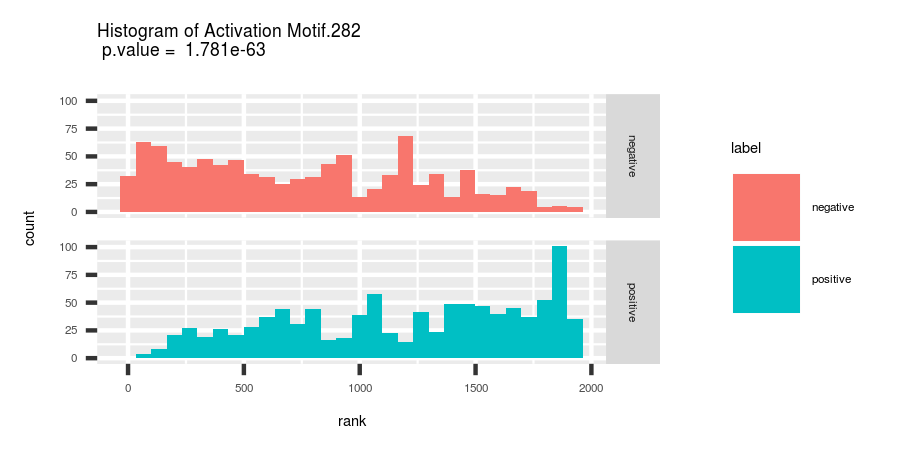 Histogram of Activation Motif.282
p.value = 1.781e-63
count
100
75
50
25
0
negative
100
75
50
25
0
positive
0 500 1000 1500 2000
rank
label
negative
positive